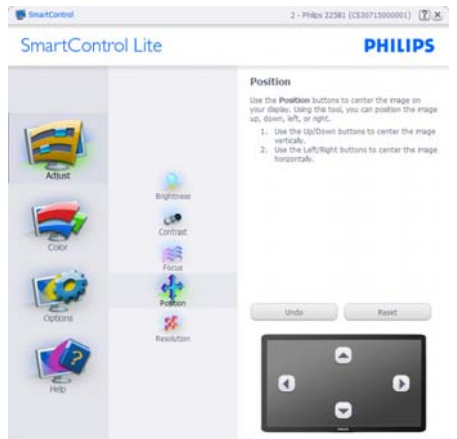 SmartControl
2 - Philips 225B1 (CS30715000001)
SmartControl Lite
PHILIPS
Adjust
Color
Options
Help
Brightness
Contrast
Focus
Position
Resolution
Position
Use the Position buttons to center the image on
your display. Using this tool, you can position the image
up, down, left, or right.
1. Use the Up/Down buttons to center the image
vertically.
2. Use the Left/Right buttons to center the image
horizontally.
Undo
Reset